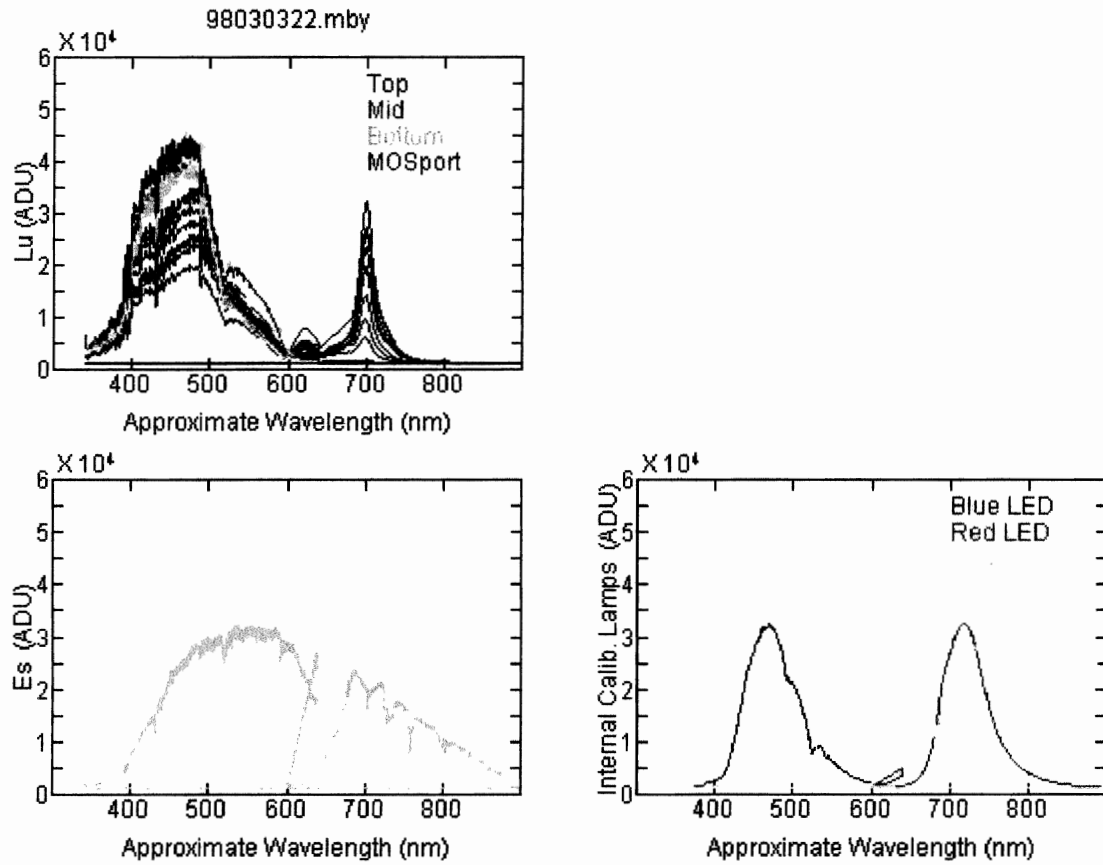 98030322.mby
X 10⁴
6
5
4
3
2
1
0
Lu (ADU)
Top
Mid
Bottom
MOSport
400 500 600 700 800
Approximate Wavelength (nm)
X 10⁴
6
5
4
3
2
1
0
Es (ADU)
400 500 600 700 800
Approximate Wavelength (nm)
X 10⁴
6
5
4
3
2
1
0
Internal Calib. Lamps (ADU)
Blue LED
Red LED
400 500 600 700 800
Approximate Wavelength (nm)